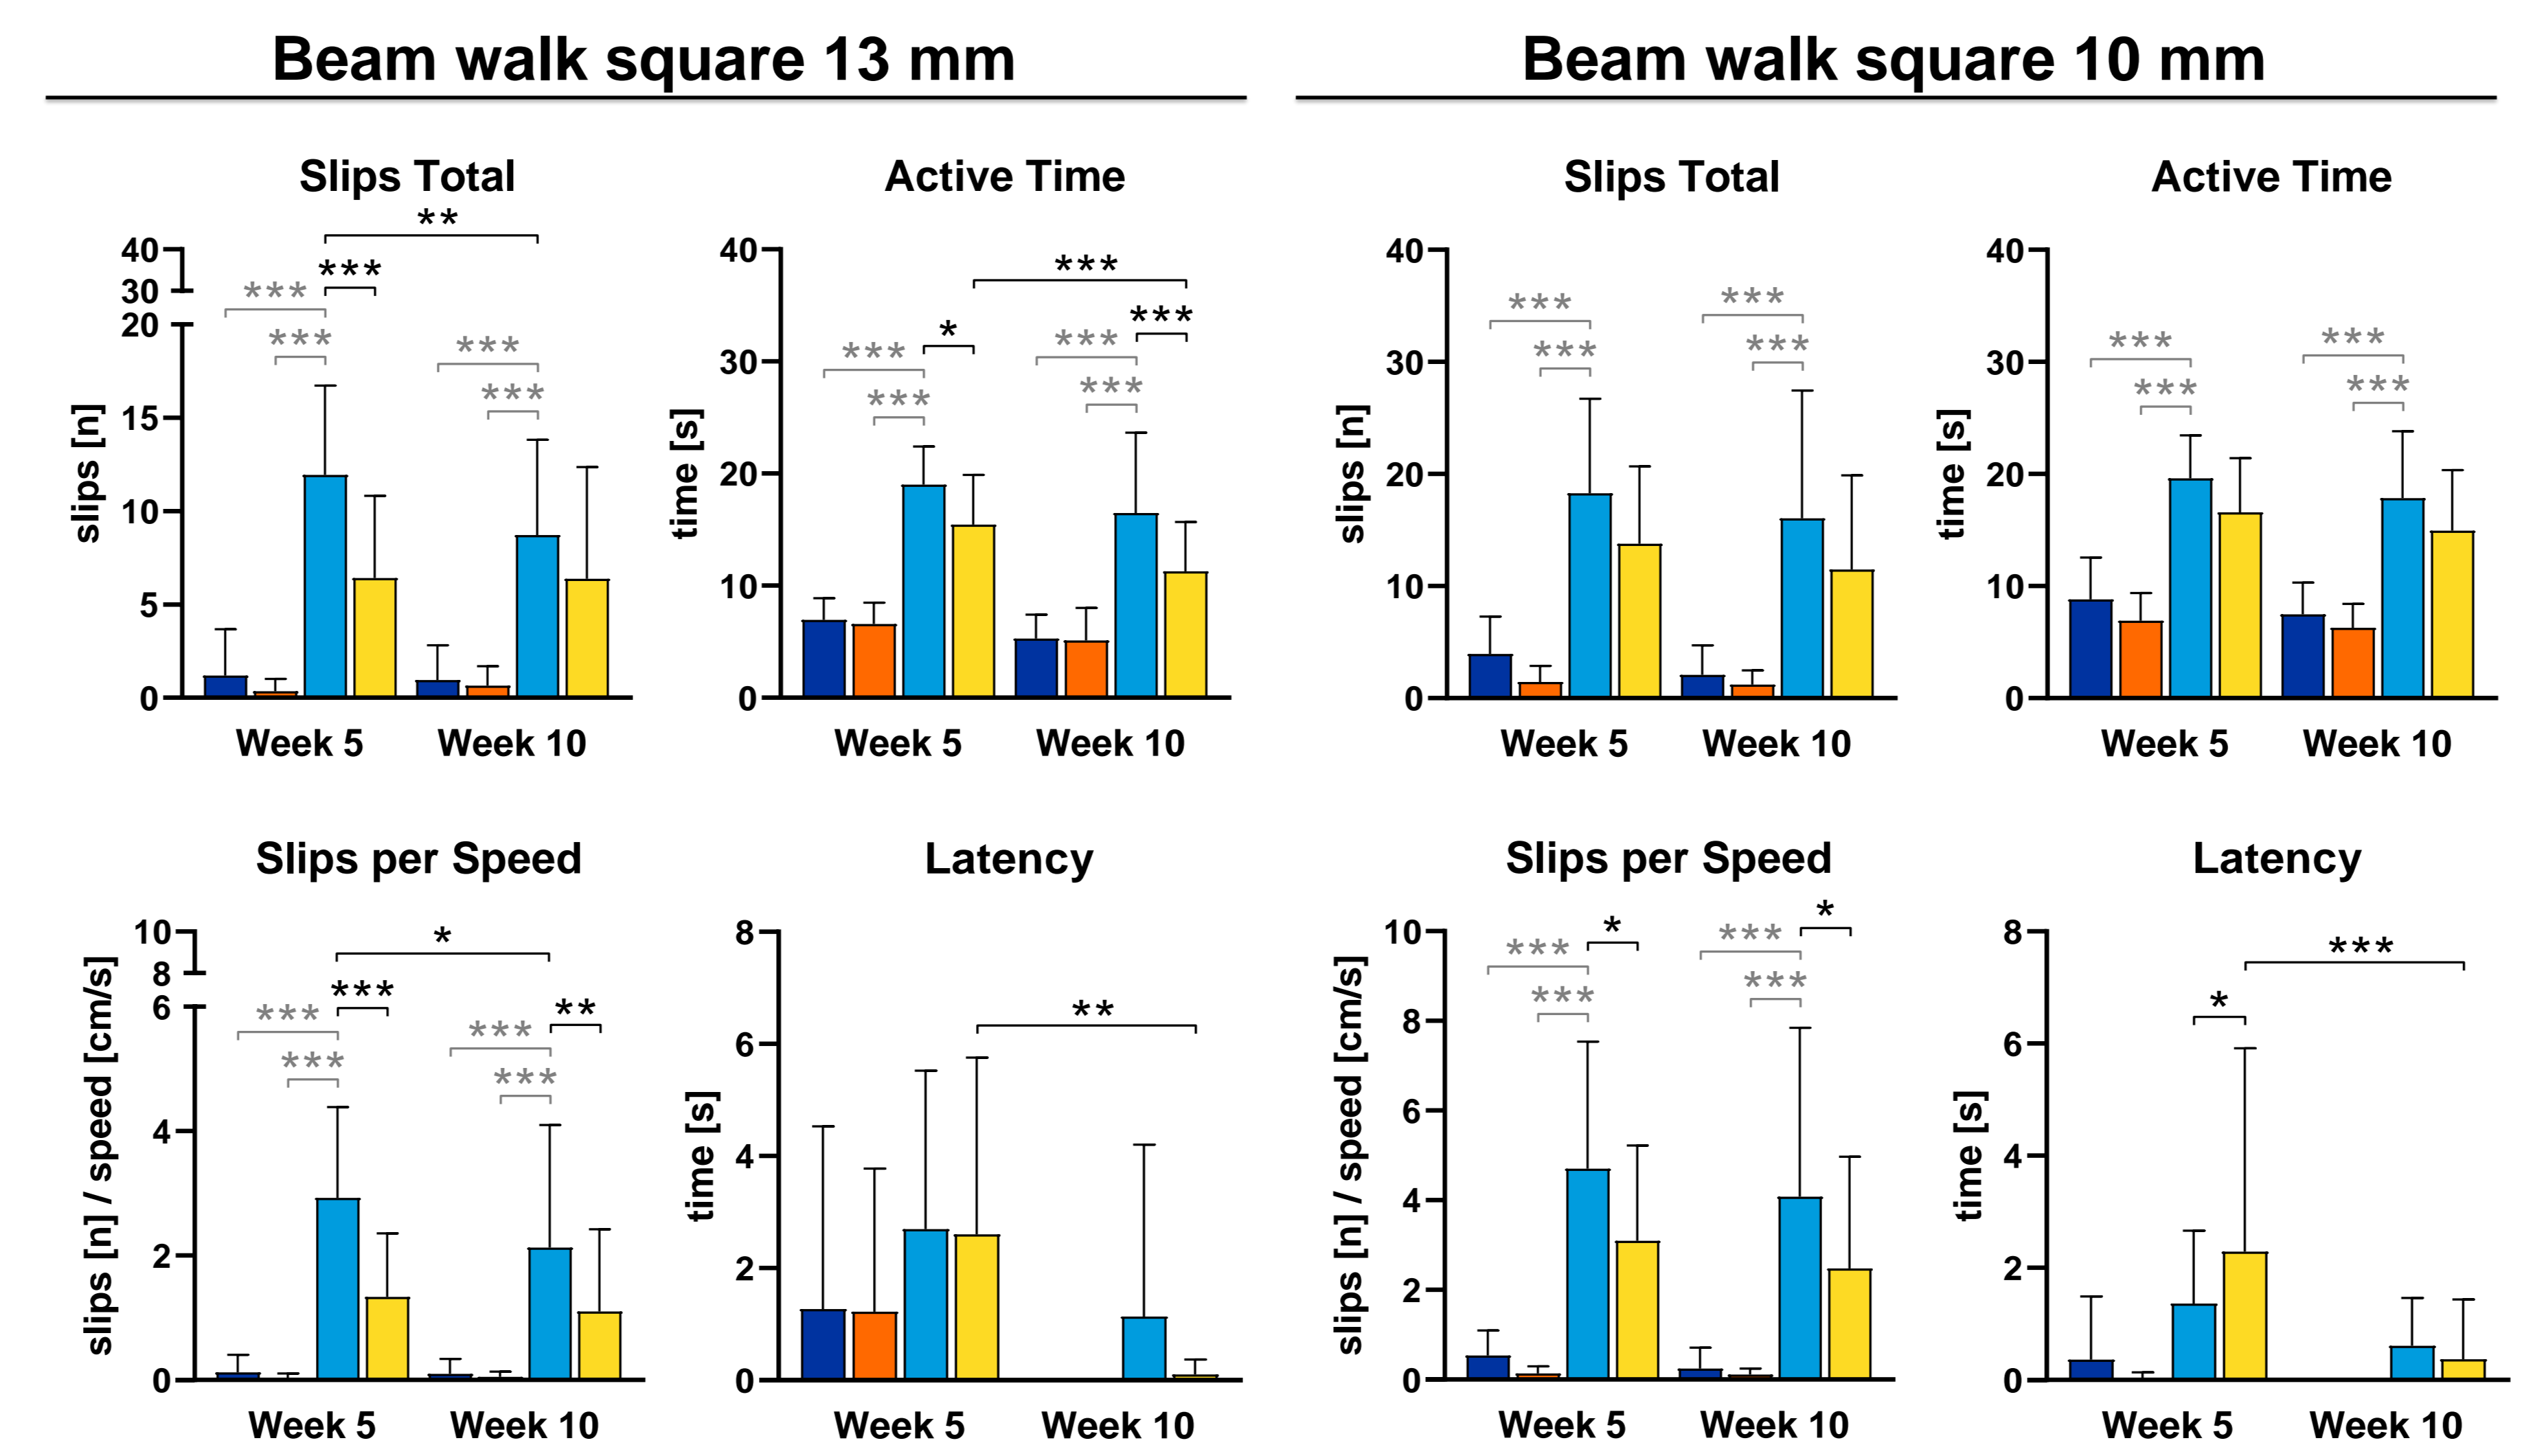 Beam walk square 13 mm
Beam walk square 10 mm
Slips Total
**
***
***
***
***
***
40
30
20
15
10
5
0
slips [n]
Week 5
Week 10
Active Time
***
*
***
***
***
***
***
40
30
20
10
0
time [s]
Week 5
Week 10
Slips Total
***
***
***
***
40
30
20
10
0
slips [n]
Week 5
Week 10
Active Time
***
***
***
***
40
30
20
10
0
time [s]
Week 5
Week 10
Slips per Speed
*
***
**
***
***
***
***
10
8
6
4
2
0
slips [n] / speed [cm/s]
Week 5
Week 10
Latency
**
8
6
4
2
0
time [s]
Week 5
Week 10
Slips per Speed
*
*
***
***
***
***
10
8
6
4
2
0
slips [n] / speed [cm/s]
Week 5
Week 10
Latency
***
*
8
6
4
2
0
time [s]
Week 5
Week 10